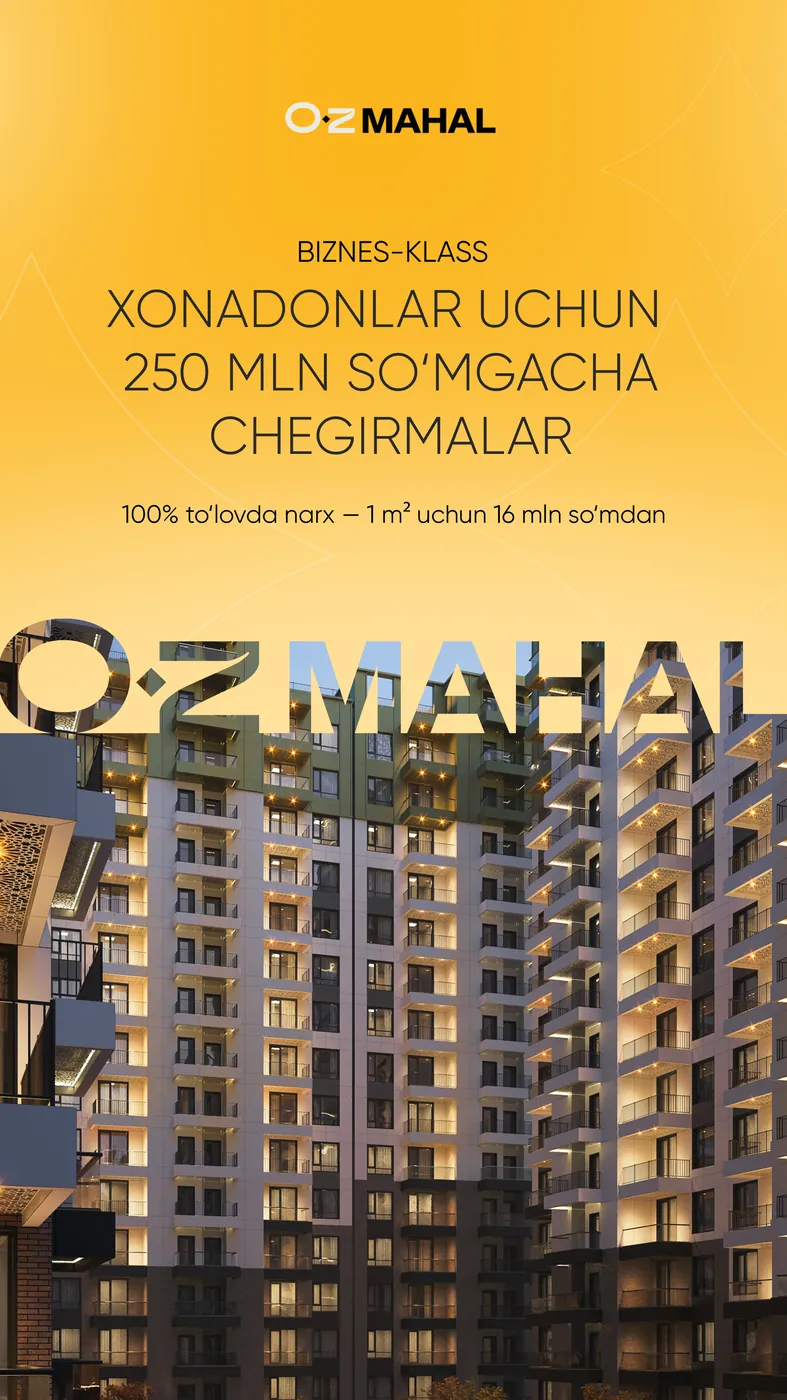 O·Z MAHAL
BIZNES-KLASS
XONADONLAR UCHUN
250 MLN SO‘MGACHA
CHEGIRMALAR
100% to‘lovda narx — 1 m² uchun 16 mln so‘mdan
O·Z MAHAL